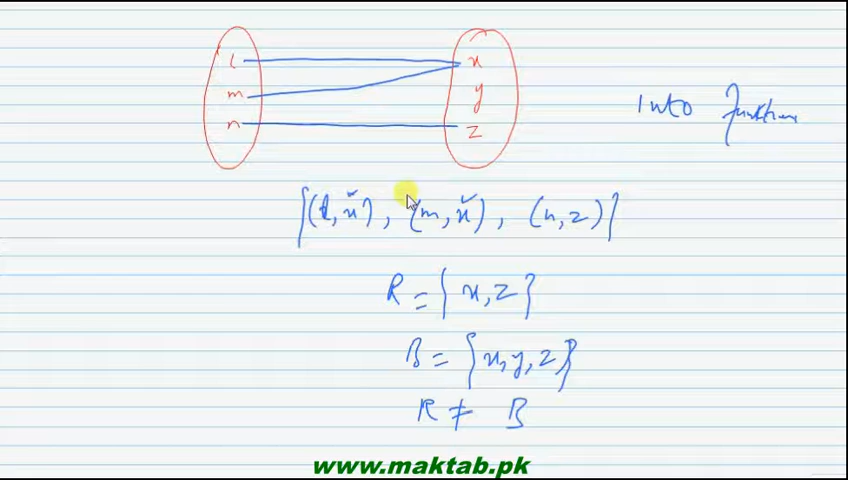 l x
m y
n z
Into function
{(l, x), (m, x), (n, z)}
R = {x, z}
B = {x, y, z}
R ≠ B
www.maktab.pk